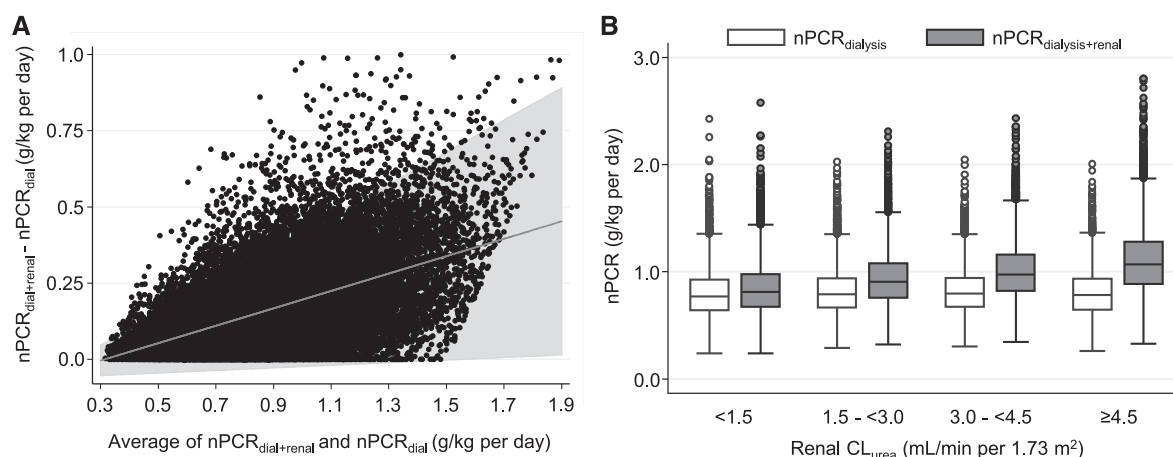 A
nPCRdial+renal - nPCRdial (g/kg per day)
1.0
0.75
0.5
0.25
0.0
0.3 0.5 0.7 0.9 1.1 1.3 1.5 1.7 1.9
Average of nPCRdial+renal and nPCRdial (g/kg per day)
B
nPCRdialysis nPCRdialysis+renal
nPCR (g/kg per day)
3.0
2.0
1.0
0.0
<1.5 1.5 - <3.0 3.0 - <4.5 ≥4.5
Renal CLurea (mL/min per 1.73 m²)